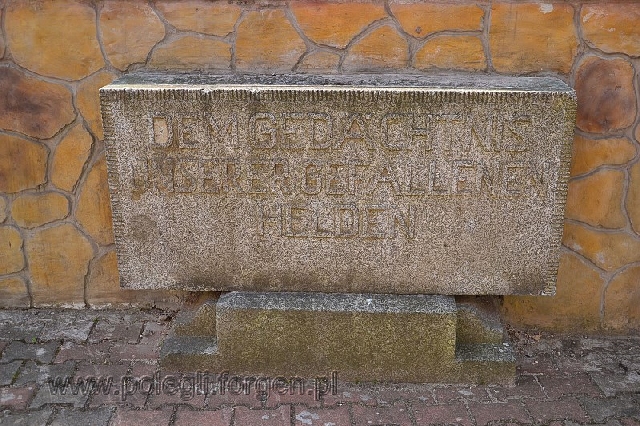 DEM GEDÄCHTNIS
UNSERER GEFALLENEN
HELDEN
www.polegli.forgen.pl